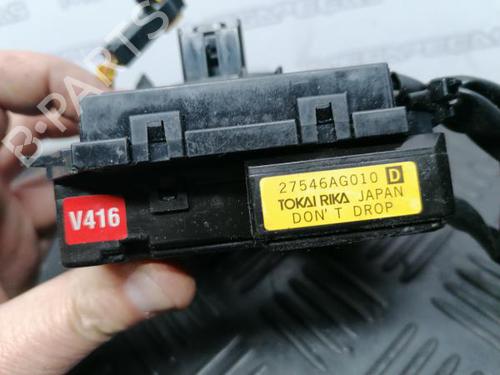 B-PARTS
V416
27546AG010 D
TOKAI RIKA JAPAN
DON'T DROP